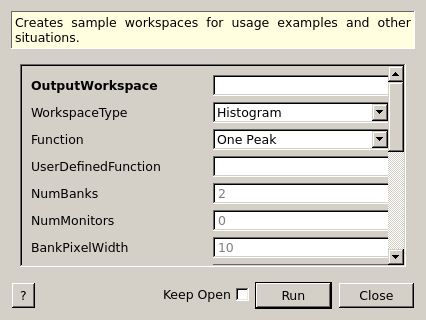 Creates sample workspaces for usage examples and other
situations.
OutputWorkspace
WorkspaceType Histogram
Function One Peak
UserDefinedFunction
NumBanks 2
NumMonitors 0
BankPixelWidth 10
? Keep Open Run Close